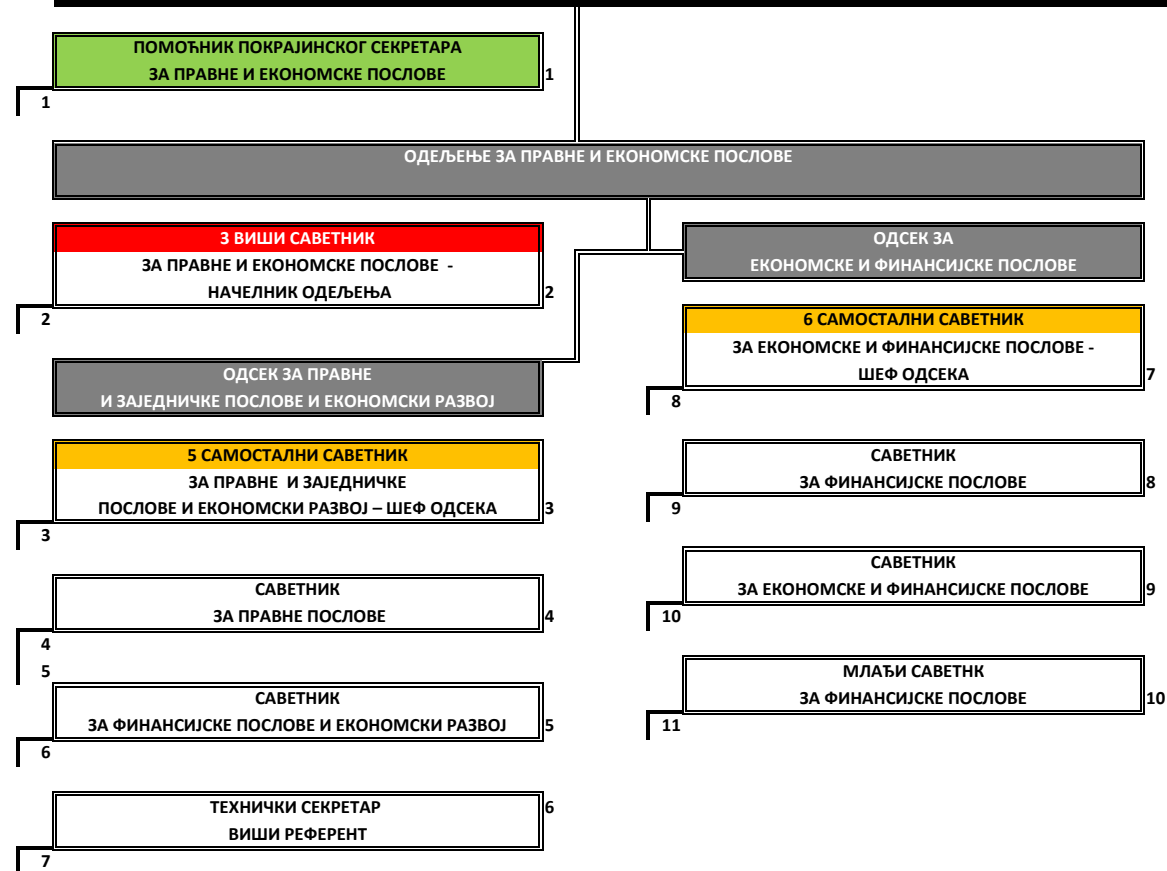 ПОМОЋНИК ПОКРАЈИНСКОГ СЕКРЕТАРА
ЗА ПРАВНЕ И ЕКОНОМСКЕ ПОСЛОВЕ 1
1
ОДЕЉЕЊЕ ЗА ПРАВНЕ И ЕКОНОМСКЕ ПОСЛОВЕ
3 ВИШИ САВЕТНИК
ЗА ПРАВНЕ И ЕКОНОМСКЕ ПОСЛОВЕ -
НАЧЕЛНИК ОДЕЉЕЊА 2
2
ОДСЕК ЗА ПРАВНЕ
И ЗАЈЕДНИЧКЕ ПОСЛОВЕ И ЕКОНОМСКИ РАЗВОЈ
5 САМОСТАЛНИ САВЕТНИК
ЗА ПРАВНЕ И ЗАЈЕДНИЧКЕ
ПОСЛОВЕ И ЕКОНОМСКИ РАЗВОЈ – ШЕФ ОДСЕКА 3
3
САВЕТНИК
ЗА ПРАВНЕ ПОСЛОВЕ 4
4
5
САВЕТНИК
ЗА ФИНАНСИЈСКЕ ПОСЛОВЕ И ЕКОНОМСКИ РАЗВОЈ 5
6
ТЕХНИЧКИ СЕКРЕТАР 6
ВИШИ РЕФЕРЕНТ
7
ОДСЕК ЗА
ЕКОНОМСКЕ И ФИНАНСИЈСКЕ ПОСЛОВЕ
6 САМОСТАЛНИ САВЕТНИК
ЗА ЕКОНОМСКЕ И ФИНАНСИЈСКЕ ПОСЛОВЕ -
ШЕФ ОДСЕКА 7
8
САВЕТНИК
ЗА ФИНАНСИЈСКЕ ПОСЛОВЕ 8
9
САВЕТНИК
ЗА ЕКОНОМСКЕ И ФИНАНСИЈСКЕ ПОСЛОВЕ 9
10
МЛАЂИ САВЕТНК
ЗА ФИНАНСИЈСКЕ ПОСЛОВЕ 10
11